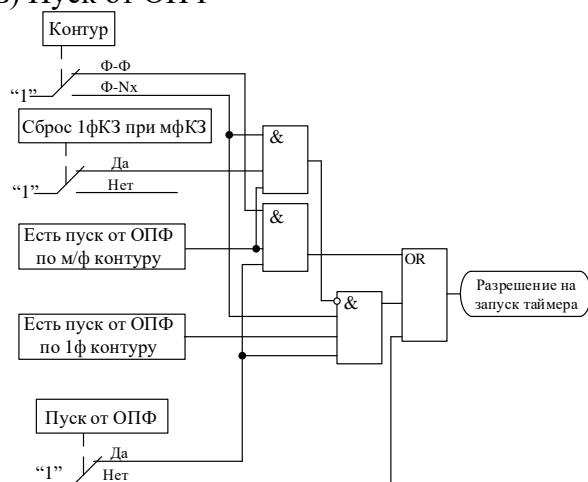 в) Пуск от ОПФ
Контур
Ф-Ф
Ф-Nx
“1”
Сброс 1фКЗ при мфКЗ
Да
Нет
“1”
&
&
Есть пуск от ОПФ
по м/ф контуру
OR
Разрешение на
запуск таймера
&
Есть пуск от ОПФ
по 1ф контуру
Пуск от ОПФ
Да
Нет
“1”